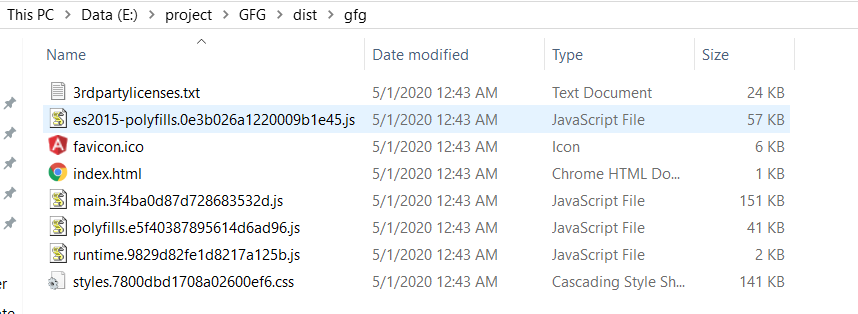 This PC > Data (E:) > project > GFG > dist > gfg
Name Date modified Type Size
3rdpartylicenses.txt 5/1/2020 12:43 AM Text Document 24 KB
es2015-polyfills.0e3b026a1220009b1e45.js 5/1/2020 12:43 AM JavaScript File 57 KB
favicon.ico 5/1/2020 12:43 AM Icon 6 KB
index.html 5/1/2020 12:43 AM Chrome HTML Do... 1 KB
main.3f4ba0d87d728683532d.js 5/1/2020 12:43 AM JavaScript File 151 KB
polyfills.e5f40387895614d6ad96.js 5/1/2020 12:43 AM JavaScript File 41 KB
runtime.9829d82fe1d8217a125b.js 5/1/2020 12:43 AM JavaScript File 2 KB
styles.7800dbd1708a02600ef6.css 5/1/2020 12:43 AM Cascading Style Sh... 141 KB